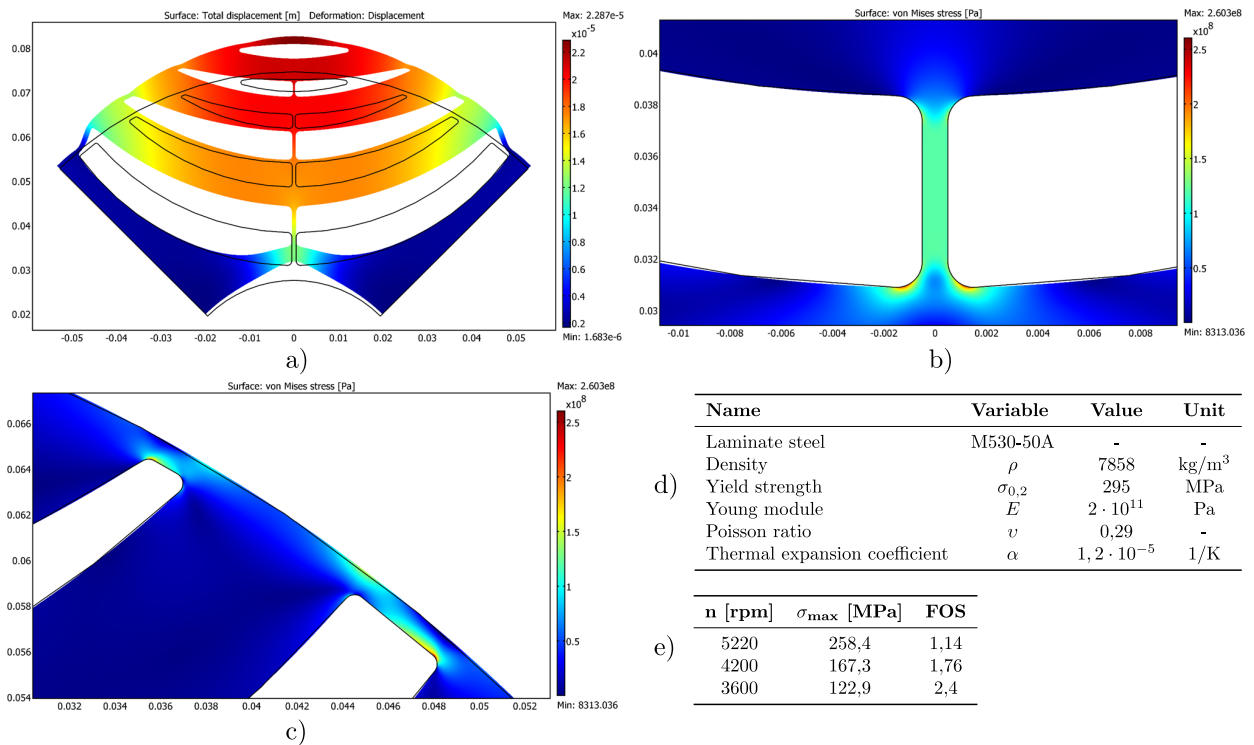 Surface: Total displacement [m] Deformation: Displacement
Max: 2.287e-5
x10⁻⁵
0.08
0.07
0.06
0.05
0.04
0.03
0.02
-0.05 -0.04 -0.03 -0.02 -0.01 0 0.01 0.02 0.03 0.04 0.05
2.2
2
1.8
1.6
1.4
1.2
1
0.8
0.6
0.4
0.2
Min: 1.683e-6
a)
Surface: von Mises stress [Pa]
Max: 2.603e8
x10⁸
0.04
0.038
0.036
0.034
0.032
0.03
-0.01 -0.008 -0.006 -0.004 -0.002 0 0.002 0.004 0.006 0.008
2.5
2
1.5
1
0.5
Min: 8313.036
b)
Surface: von Mises stress [Pa]
Max: 2.603e8
x10⁸
0.066
0.064
0.062
0.06
0.058
0.056
0.054
0.032 0.034 0.036 0.038 0.04 0.042 0.044 0.046 0.048 0.05 0.052
2.5
2
1.5
1
0.5
Min: 8313.036
c)
d)
Name Variable Value Unit
Laminate steel M530-50A - -
Density ρ 7858 kg/m³
Yield strength σ0,2 295 MPa
Young module E 2 · 10¹¹ Pa
Poisson ratio υ 0,29 -
Thermal expansion coefficient α 1, 2 · 10⁻⁵ 1/K
e)
n [rpm] σmax [MPa] FOS
5220 258,4 1,14
4200 167,3 1,76
3600 122,9 2,4